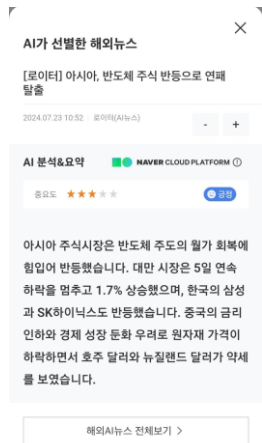 AI가 선별한 해외뉴스
[로이터] 아시아, 반도체 주식 반등으로 연패
탈출
2024.07.23 10:52 로이터(AI뉴스)
- +
AI 분석&요약 NAVER CLOUD PLATFORM
중요도 ★★★★★ 긍정
아시아 주식시장은 반도체 주도의 월가 회복에
힘입어 반등했습니다. 대만 시장은 5일 연속
하락을 멈추고 1.7% 상승했으며, 한국의 삼성
과 SK하이닉스도 반등했습니다. 중국의 금리
인하와 경제 성장 둔화 우려로 원자재 가격이
하락하면서 호주 달러와 뉴질랜드 달러가 약세
를 보였습니다.
해외AI뉴스 전체보기 >